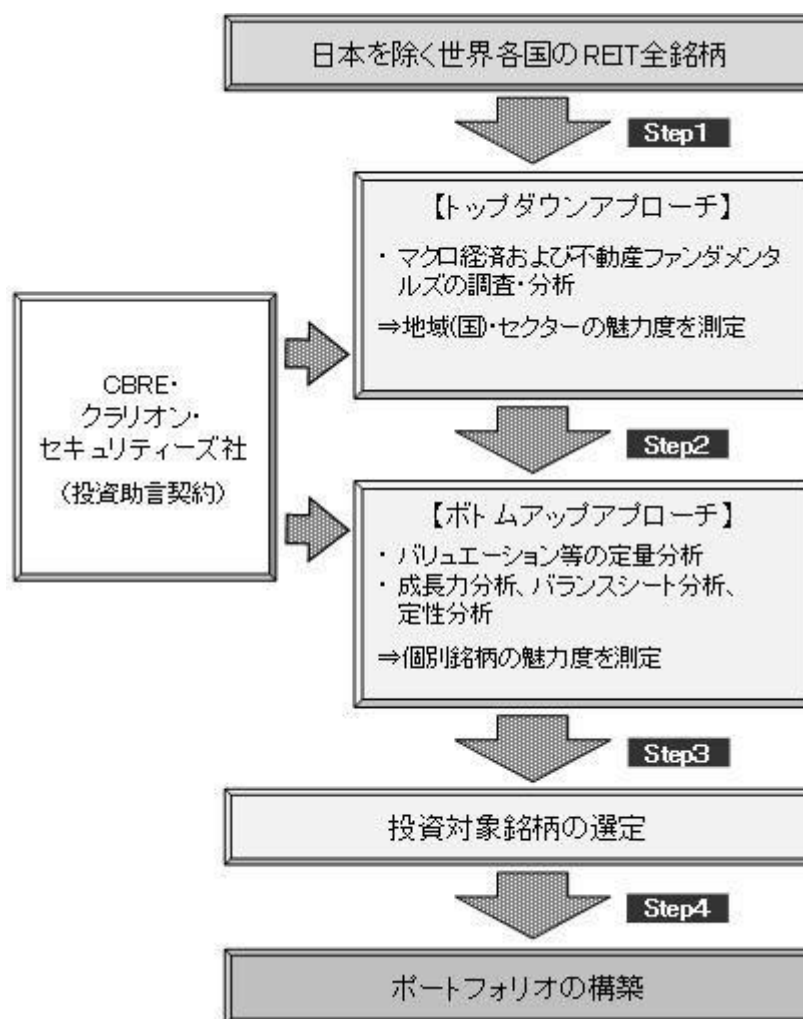 日本を除く世界各国のREIT全銘柄
Step1
【トップダウンアプローチ】
・ マクロ経済および不動産ファンダメンタ
ルズの調査・分析
⇒地域(国)・セクターの魅力度を測定
CBRE・
クラリオン・
セキュリティーズ社
(投資助言契約)
Step2
【ボトムアップアプローチ】
・ バリュエーション等の定量分析
・ 成長力分析、バランスシート分析、
定性分析
⇒個別銘柄の魅力度を測定
Step3
投資対象銘柄の選定
Step4
ポートフォリオの構築